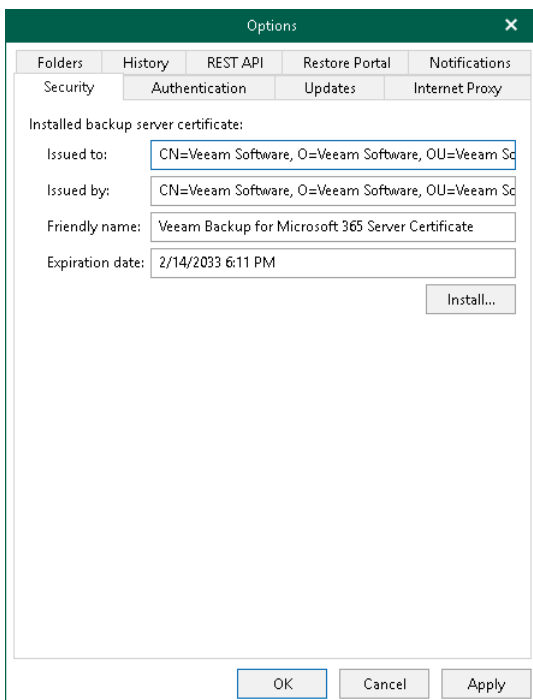 Options
Folders History REST API Restore Portal Notifications
Security Authentication Updates Internet Proxy
Installed backup server certificate:
Issued to: CN=Veeam Software, O=Veeam Software, OU=Veeam So
Issued by: CN=Veeam Software, O=Veeam Software, OU=Veeam So
Friendly name: Veeam Backup for Microsoft 365 Server Certificate
Expiration date: 2/14/2033 6:11 PM
Install...
OK Cancel Apply